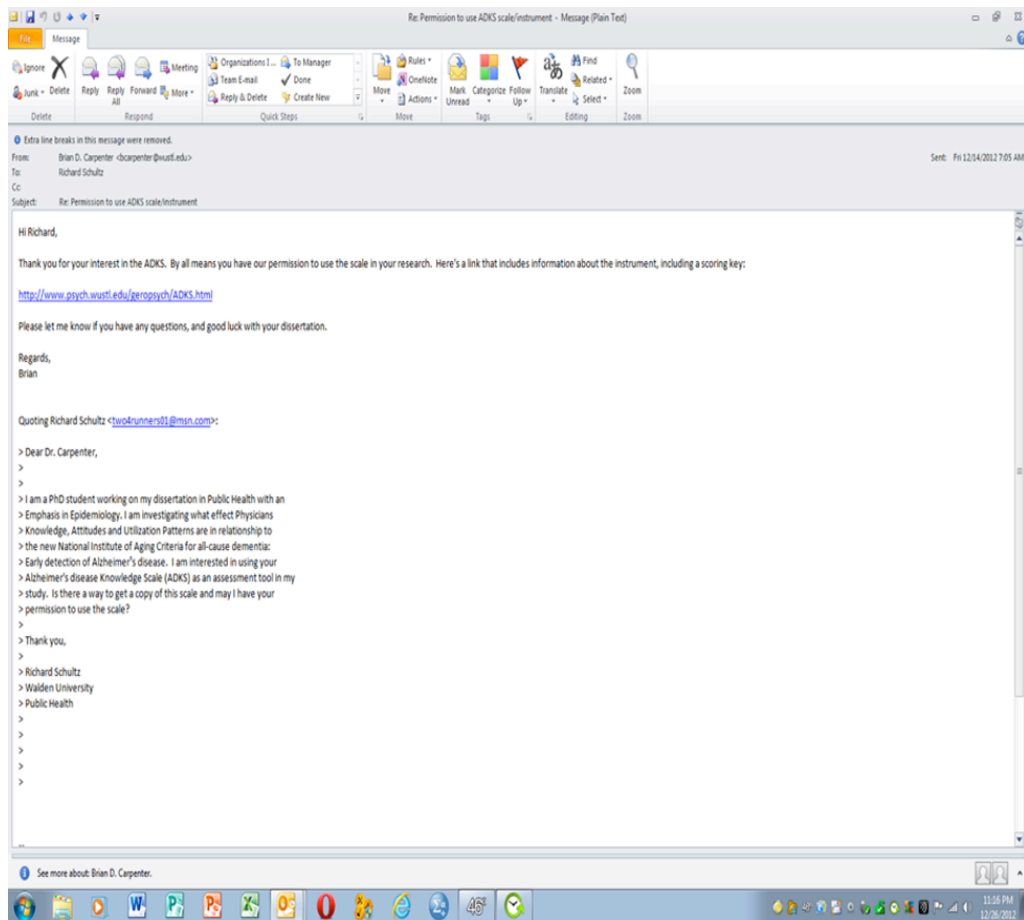 Re: Permission to use ADKS scale/instrument - Message (Plain Text)
File Message
Ignore
Junk
Delete
Reply
Reply All
Forward
Meeting
More
Organizations I...
Team E-mail
Reply & Delete
To Manager
Done
Create New
Move
Rules
OneNote
Actions
Mark Unread
Categorize
Follow Up
Translate
Find
Related
Select
Zoom
Delete Respond Quick Steps Move Tags Editing Zoom
Extra line breaks in this message were removed.
From: Brian D. Carpenter <bcarpenter@wustl.edu> Sent: Fri 12/14/2012 7:05 AM
To: Richard Schultz
Cc:
Subject: Re: Permission to use ADKS scale/instrument
Hi Richard,
Thank you for your interest in the ADKS. By all means you have our permission to use the scale in your research. Here's a link that includes information about the instrument, including a scoring key:
http://www.psych.wustl.edu/geropsych/ADKS.html
Please let me know if you have any questions, and good luck with your dissertation.
Regards,
Brian
Quoting Richard Schultz <two4runners01@msn.com>:
> Dear Dr. Carpenter,
>
>
> I am a PhD student working on my dissertation in Public Health with an
> Emphasis in Epidemiology. I am investigating what effect Physicians
> Knowledge, Attitudes and Utilization Patterns are in relationship to
> the new National Institute of Aging Criteria for all-cause dementia:
> Early detection of Alzheimer's disease. I am interested in using your
> Alzheimer's disease Knowledge Scale (ADKS) as an assessment tool in my
> study. Is there a way to get a copy of this scale and may I have your
> permission to use the scale?
>
> Thank you,
>
> Richard Schultz
> Walden University
> Public Health
>
>
>
>
>
See more about: Brian D. Carpenter.
46°
11:16 PM
12/26/2012